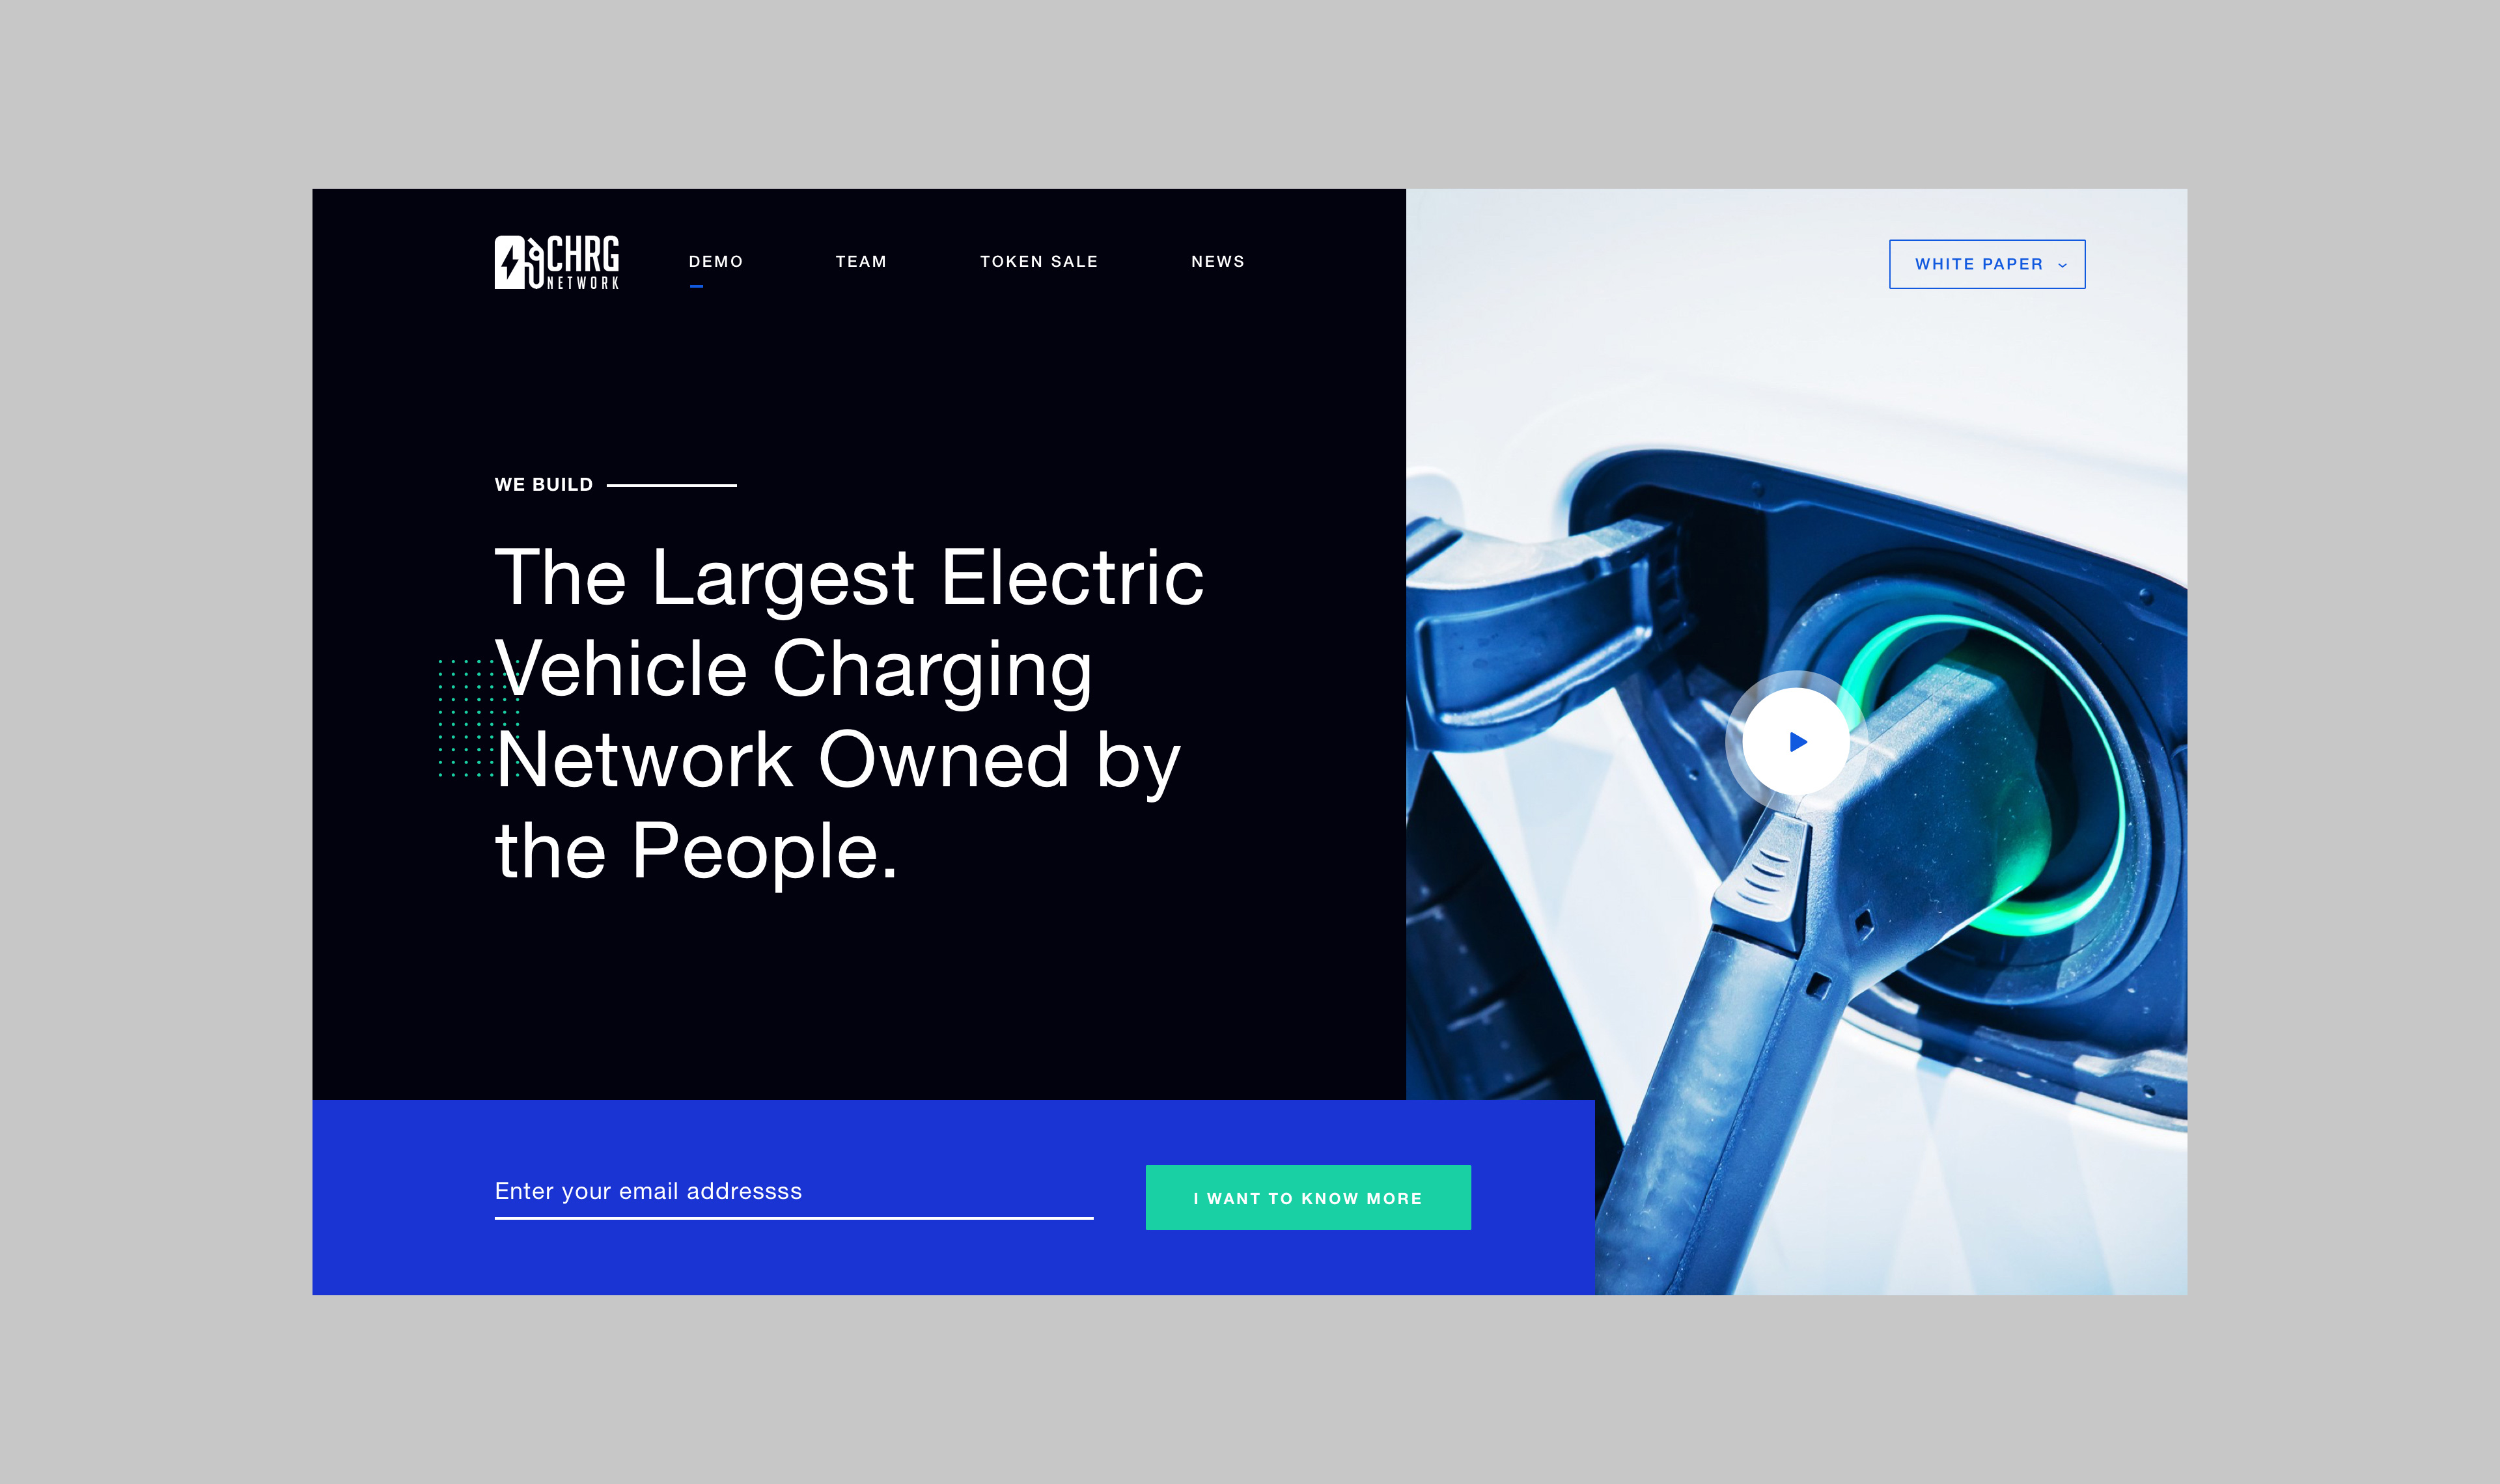 CHRG
NETWORK
DEMO
TEAM
TOKEN SALE
NEWS
WHITE PAPER
WE BUILD
The Largest Electric
Vehicle Charging
Network Owned by
the People.
Enter your email addressss
I WANT TO KNOW MORE